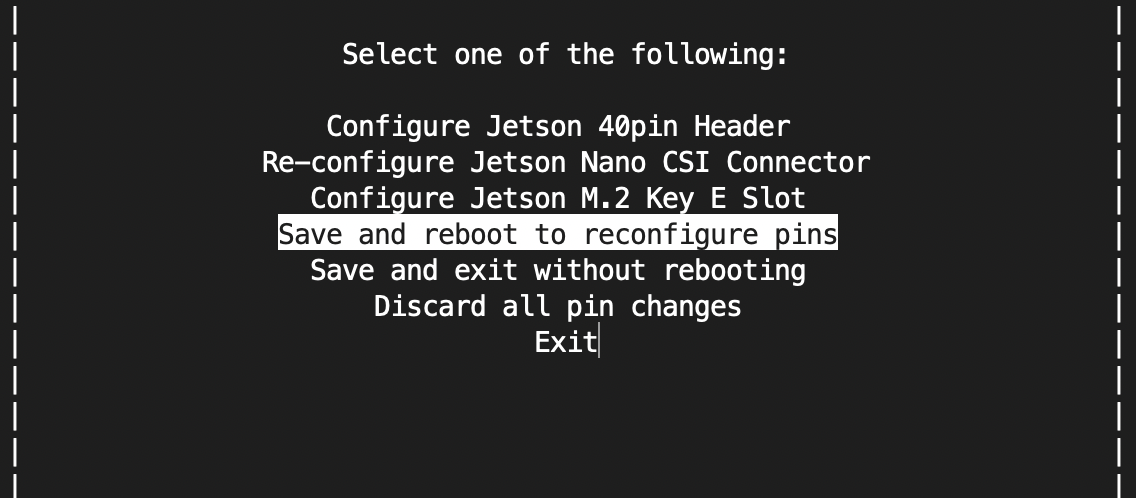 Select one of the following:
Configure Jetson 40pin Header
Re-configure Jetson Nano CSI Connector
Configure Jetson M.2 Key E Slot
Save and reboot to reconfigure pins
Save and exit without rebooting
Discard all pin changes
Exit